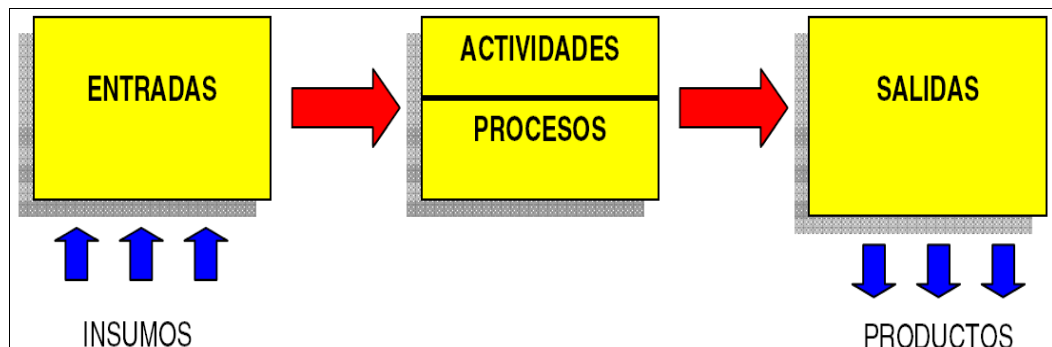 ENTRADAS
ACTIVIDADES
PROCESOS
SALIDAS
INSUMOS
PRODUCTOS